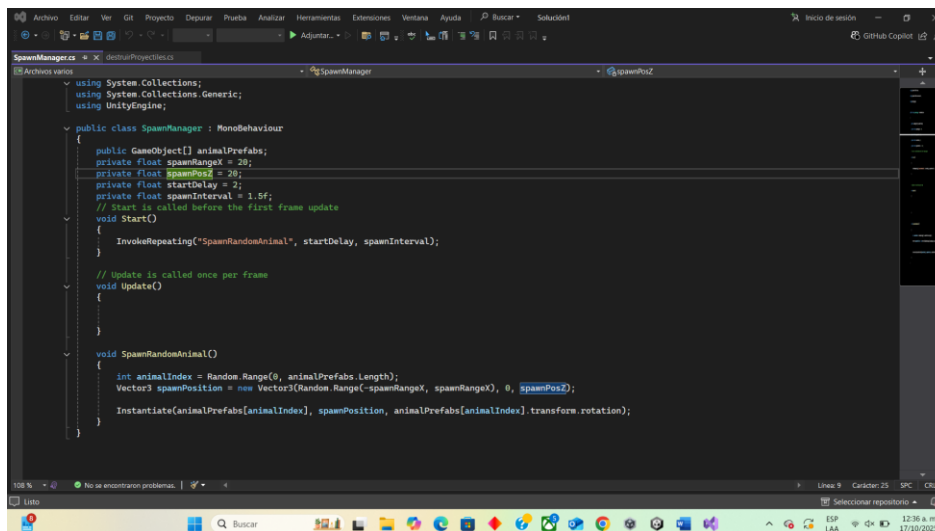 Archivo Editar Ver Git Proyecto Depurar Prueba Analizar Herramientas Extensiones Ventana Ayuda Buscar Solución1 Inicio de sesión
Adjuntar... GitHub Copilot
SpawnManager.cs destruirProyectiles.cs
Archivos varios SpawnManager spawnPosZ
using System.Collections;
using System.Collections.Generic;
using UnityEngine;
public class SpawnManager : MonoBehaviour
{
public GameObject[] animalPrefabs;
private float spawnRangeX = 20;
private float spawnPosZ = 20;
private float startDelay = 2;
private float spawnInterval = 1.5f;
// Start is called before the first frame update
void Start()
{
InvokeRepeating("SpawnRandomAnimal", startDelay, spawnInterval);
}
// Update is called once per frame
void Update()
{
}
void SpawnRandomAnimal()
{
int animalIndex = Random.Range(0, animalPrefabs.Length);
Vector3 spawnPosition = new Vector3(Random.Range(-spawnRangeX, spawnRangeX), 0, spawnPosZ);
Instantiate(animalPrefabs[animalIndex], spawnPosition, animalPrefabs[animalIndex].transform.rotation);
}
}
108 % No se encontraron problemas. Línea: 9 Carácter: 25 SPC
Listo Seleccionar repositorio
Buscar ESP 12:36 a. m.
LAA